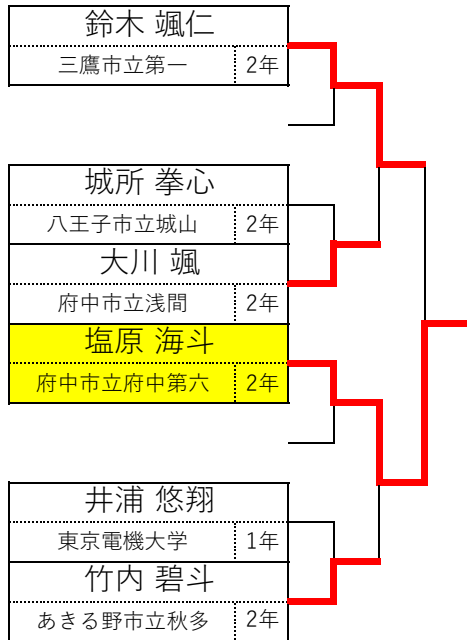 鈴木 颯仁
三鷹市立第一 2年
城所 拳心
八王子市立城山 2年
大川 颯
府中市立浅間 2年
塩原 海斗
府中市立府中第六 2年
井浦 悠翔
東京電機大学 1年
竹内 碧斗
あきる野市立秋多 2年